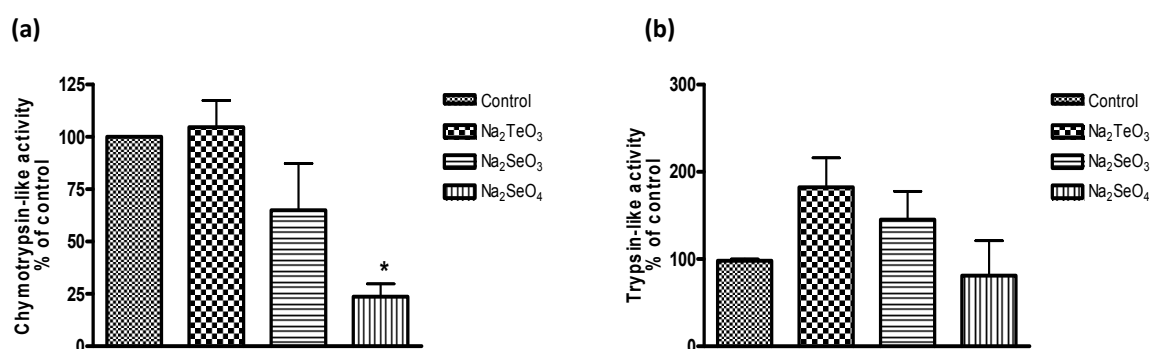 (a)
Chymotrypsin-like activity
% of control
125
100
75
50
25
0
*
Control
Na₂TeO₃
Na₂SeO₃
Na₂SeO₄
(b)
Trypsin-like activity
% of control
300
200
100
0
Control
Na₂TeO₃
Na₂SeO₃
Na₂SeO₄